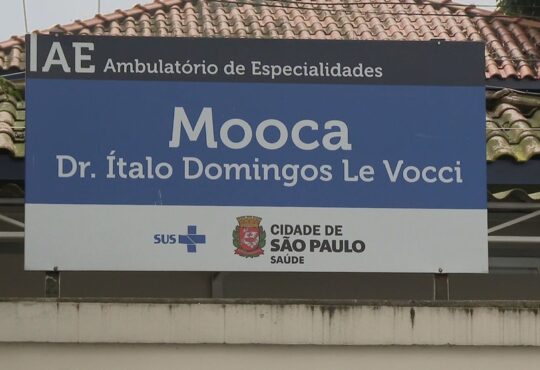 AE Ambulatório de Especialidades
Mooca
Dr. Ítalo Domingos Le Vocci
SUS
CIDADE DE
SÃO PAULO
SAÚDE